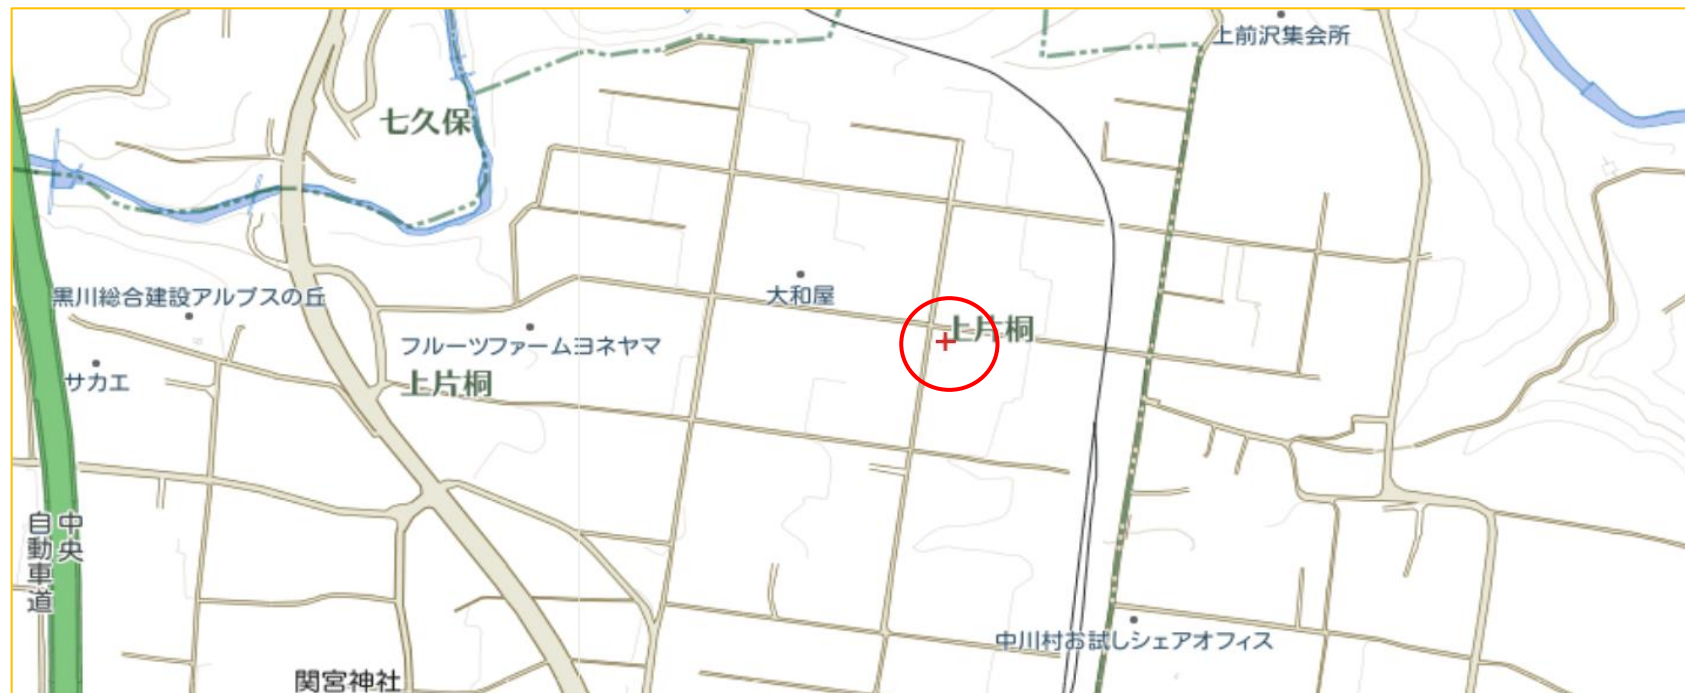 上前沢集会所
七久保
大和屋
黒川総合建設アルプスの丘
上片桐
フルーツファームヨネヤマ
サカエ
上片桐
中央
自動車道
中川村お試しシェアオフィス
関宮神社